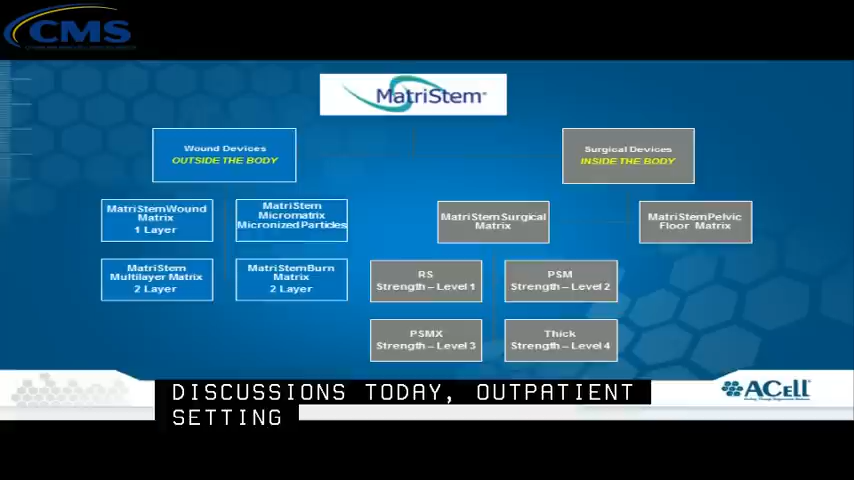 CMS
MatriStem
Wound Devices
OUTSIDE THE BODY
Surgical Devices
INSIDE THE BODY
MatriStem Wound
Matrix
1 Layer
MatriStem
Micromatrix
Micronized Particles
MatriStem Surgical
Matrix
MatriStem Pelvic
Floor Matrix
MatriStem
Multilayer Matrix
2 Layer
MatriStem Burn
Matrix
2 Layer
RS
Strength – Level 1
PSM
Strength – Level 2
PSMX
Strength – Level 3
Thick
Strength – Level 4
ACell
DISCUSSIONS TODAY, OUTPATIENT
SETTING